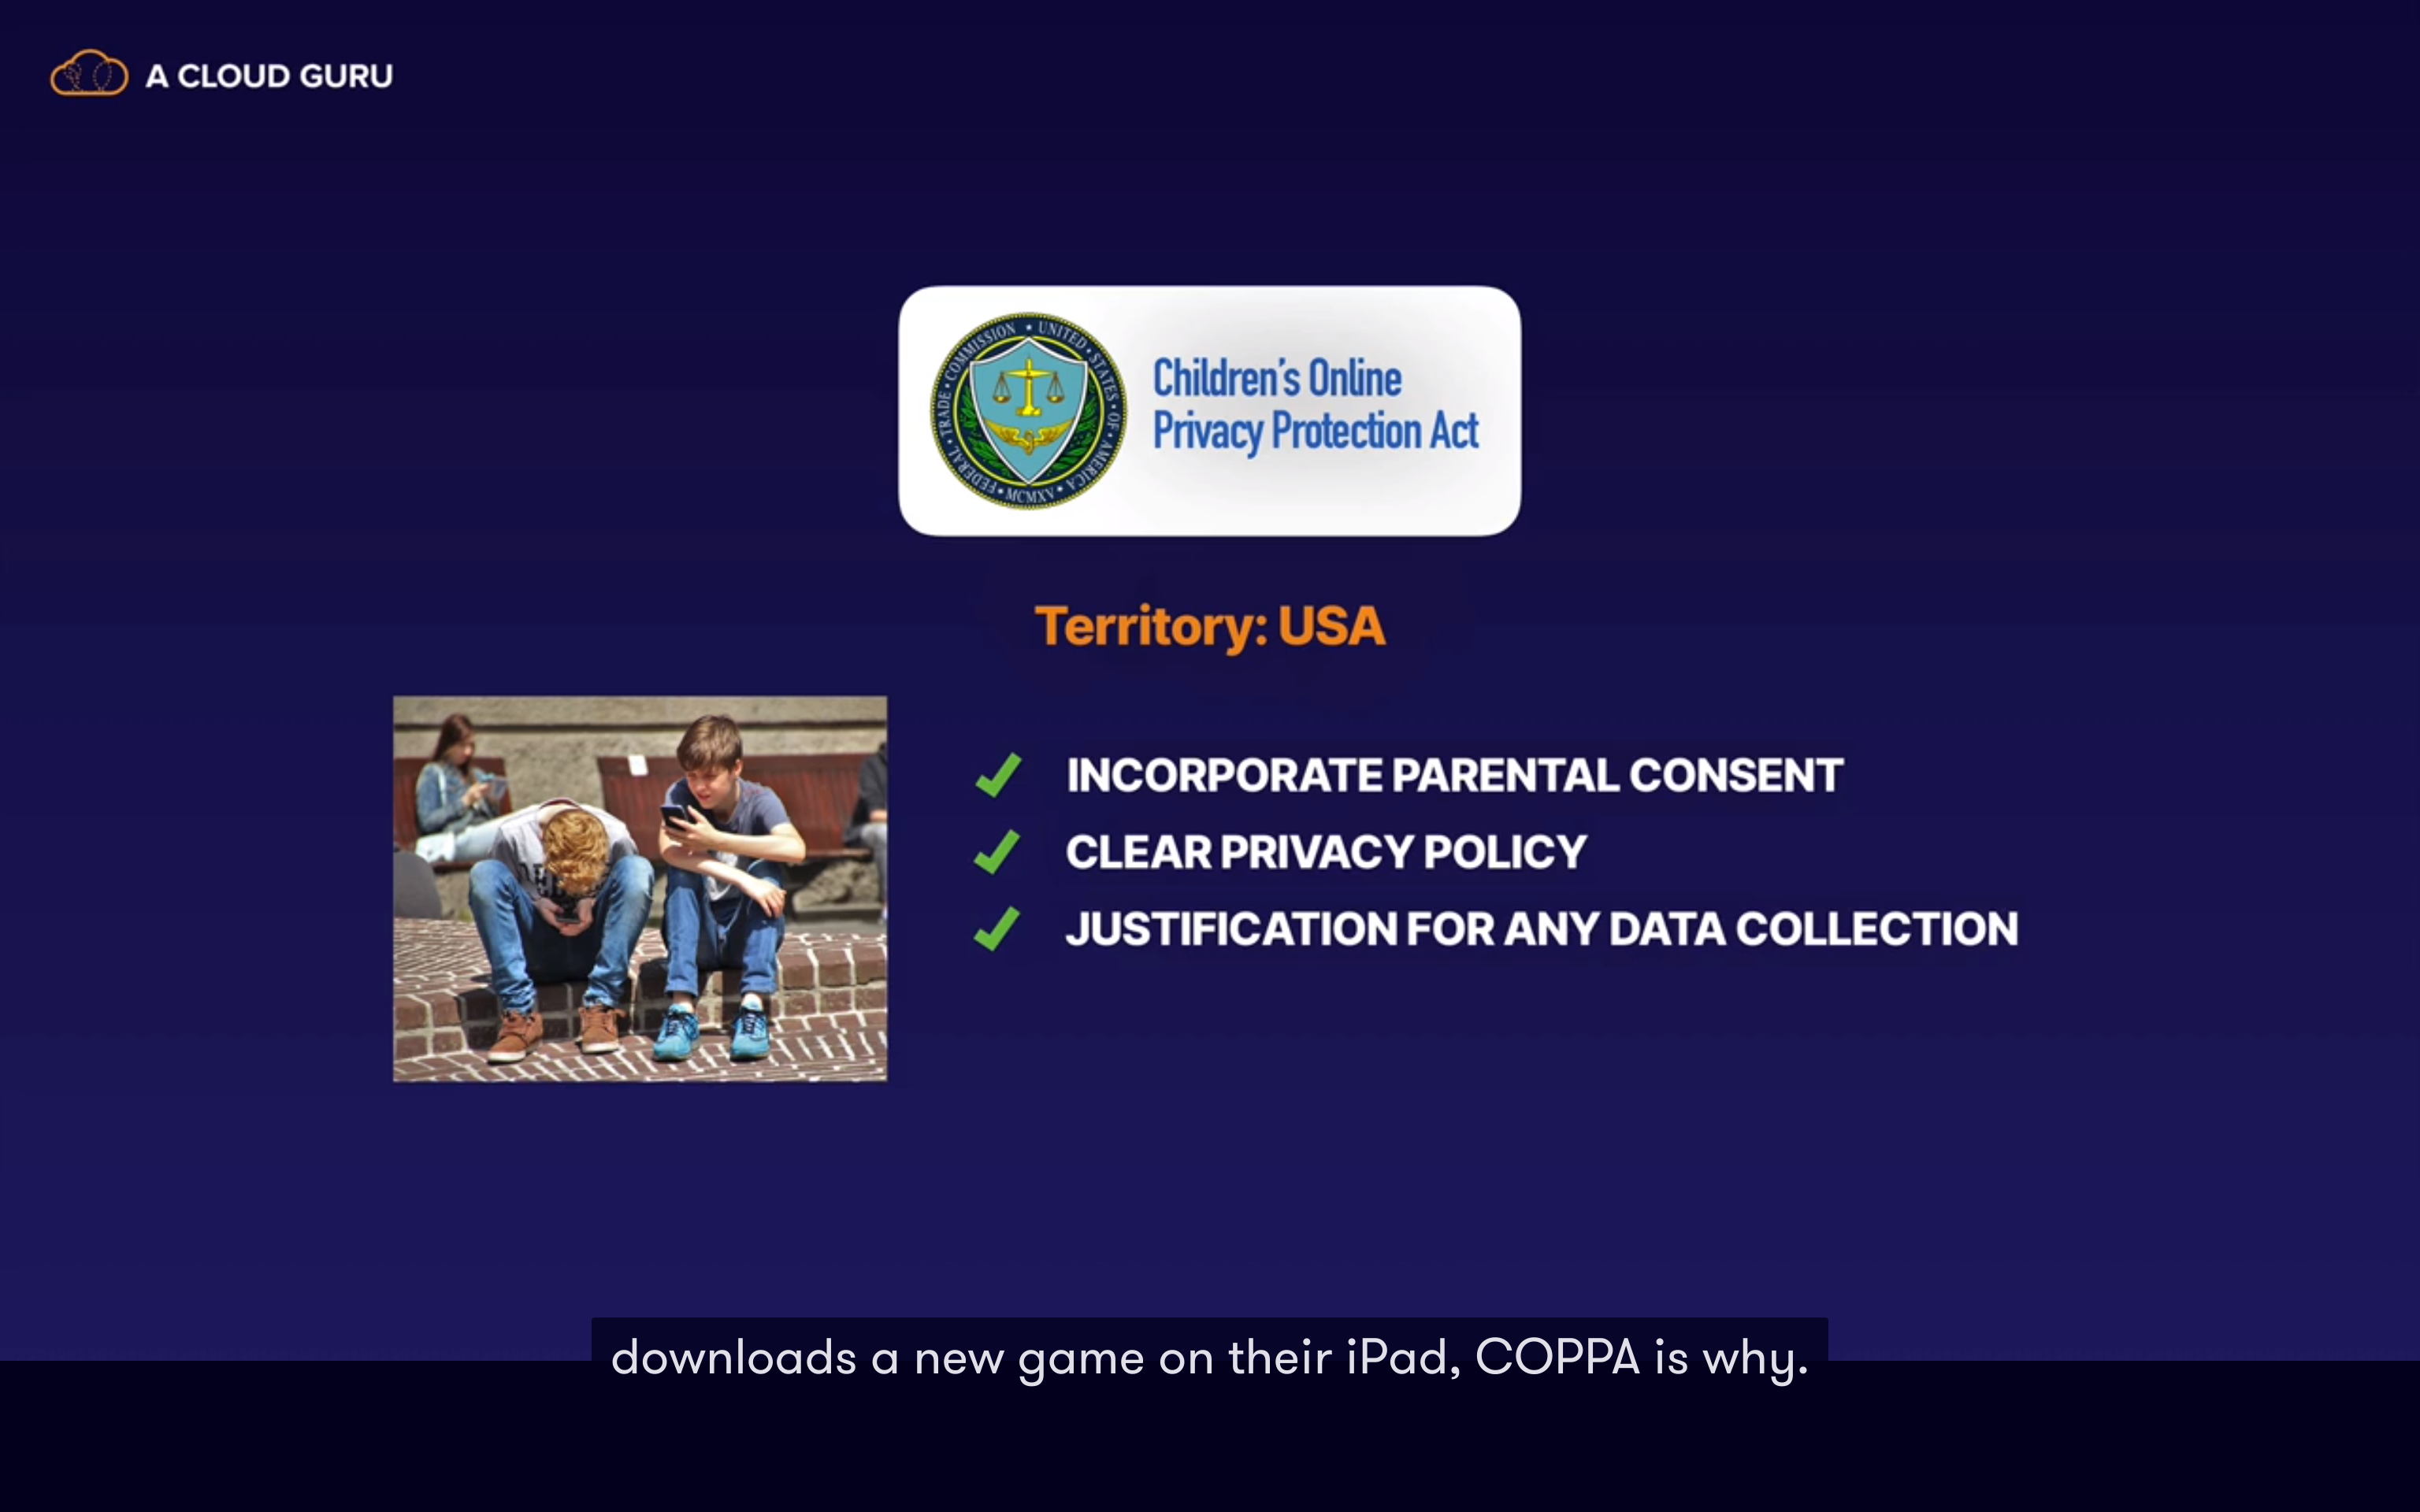 A CLOUD GURU
FEDERAL • TRADE • COMMISSION • UNITED • STATES • OF • AMERICA
MCMXV
Children's Online
Privacy Protection Act
Territory: USA
INCORPORATE PARENTAL CONSENT
CLEAR PRIVACY POLICY
JUSTIFICATION FOR ANY DATA COLLECTION
downloads a new game on their iPad, COPPA is why.